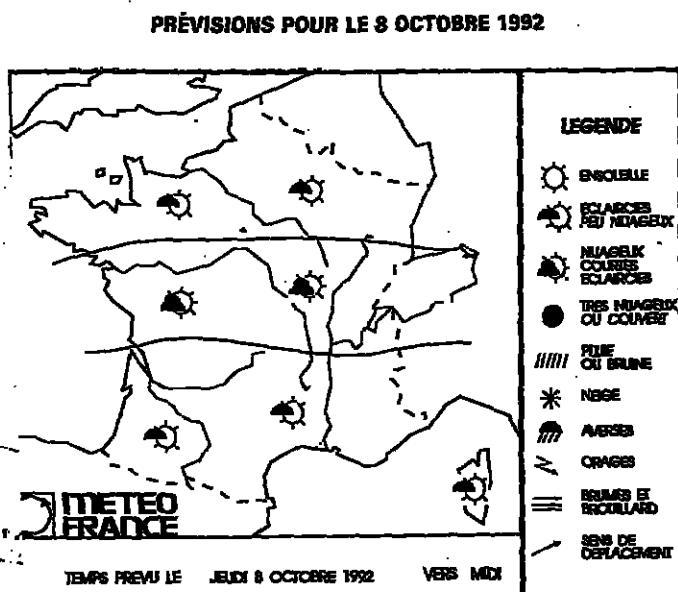 PRÉVISIONS POUR LE 8 OCTOBRE 1992
LEGENDE
ENSOLEILLE
ECLAIRCIES
PEU NUAGEUX
NUAGEUX
COURTES
ECLAIRCIES
TRES NUAGEUX
OU COUVERT
PLUIE
OU BRUINE
NEIGE
AVERSES
ORAGES
BRUMES ET
BROUILLARD
SENS DE
DEPLACEMENT
METEO
FRANCE
TEMPS PREVU LE JEUDI 8 OCTOBRE 1992 VERS MIDI